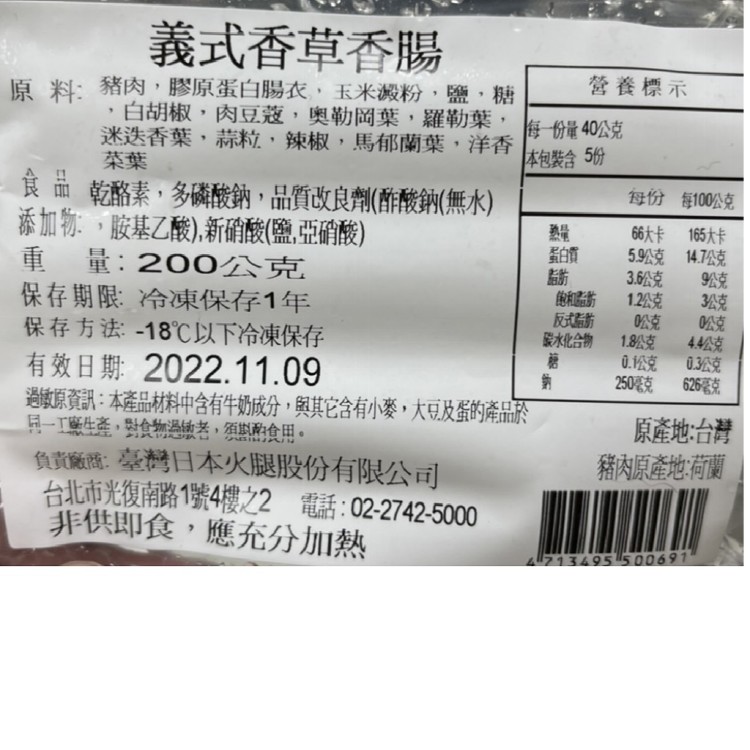 義式香草香腸
原 料: 豬肉，膠原蛋白腸衣，玉米澱粉，鹽，糖
，白胡椒，肉豆蔻，奧勒岡葉，羅勒葉，
迷迭香葉，蒜粒，辣椒，馬郁蘭葉，洋香
菜葉
食 品 乾酪素，多磷酸鈉，品質改良劑(酢酸鈉(無水)
添加物: ，胺基乙酸),新硝酸(鹽,亞硝酸)
重 量: 200公克
保存期限: 冷凍保存1年
保存方法: -18℃以下冷凍保存
有效日期: 2022.11.09
過敏原資訊：本產品材料中含有牛奶成分，與其它含有小麥，大豆及蛋的產品於
同一工廠生產，對食物過敏者，須斟酌食用。
負責廠商: 臺灣日本火腿股份有限公司
台北市光復南路1號4樓之2 電話：02-2742-5000
非供即食，應充分加熱
營養標示
每一份量 40公克
本包裝含 5份
每份 每100公克
熱量 66大卡 165大卡
蛋白質 5.9公克 14.7公克
脂肪 3.6公克 9公克
飽和脂肪 1.2公克 3公克
反式脂肪 0公克 0公克
碳水化合物 1.8公克 4.4公克
糖 0.1公克 0.3公克
鈉 250毫克 626毫克
原產地:台灣
豬肉原產地:荷蘭
4 713495 500691